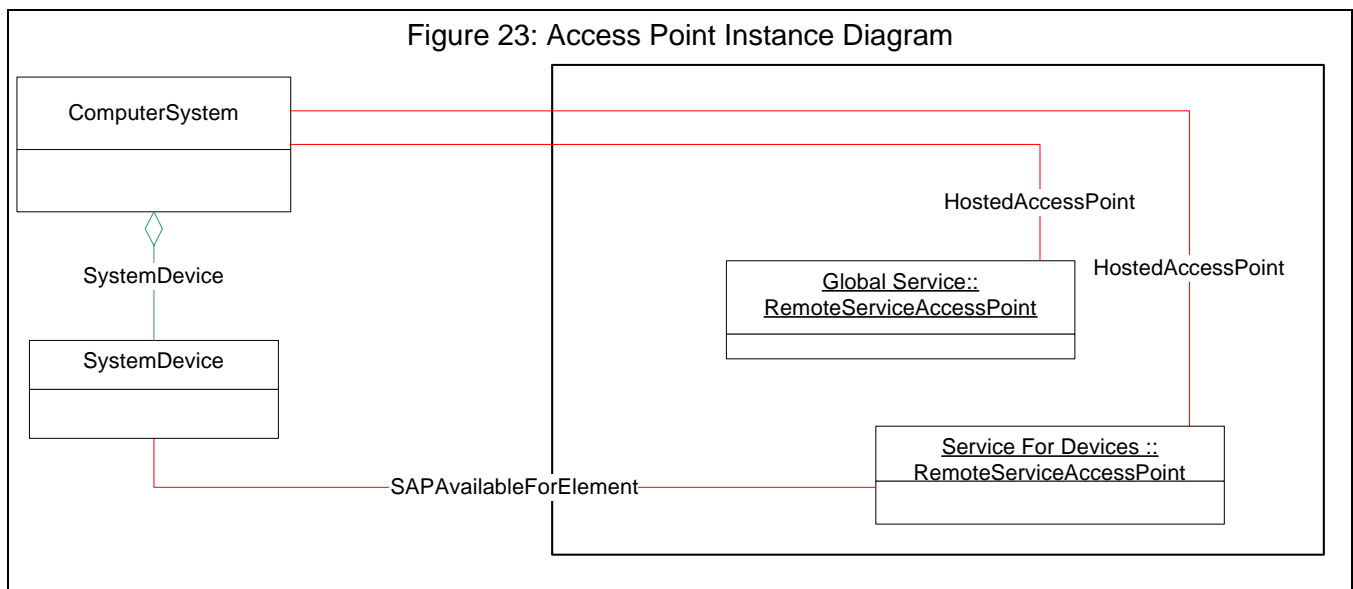 Figure 23: Access Point Instance Diagram
ComputerSystem
HostedAccessPoint
HostedAccessPoint
SystemDevice
Global Service::
RemoteServiceAccessPoint
SystemDevice
Service For Devices ::
RemoteServiceAccessPoint
SAPAvailableForElement